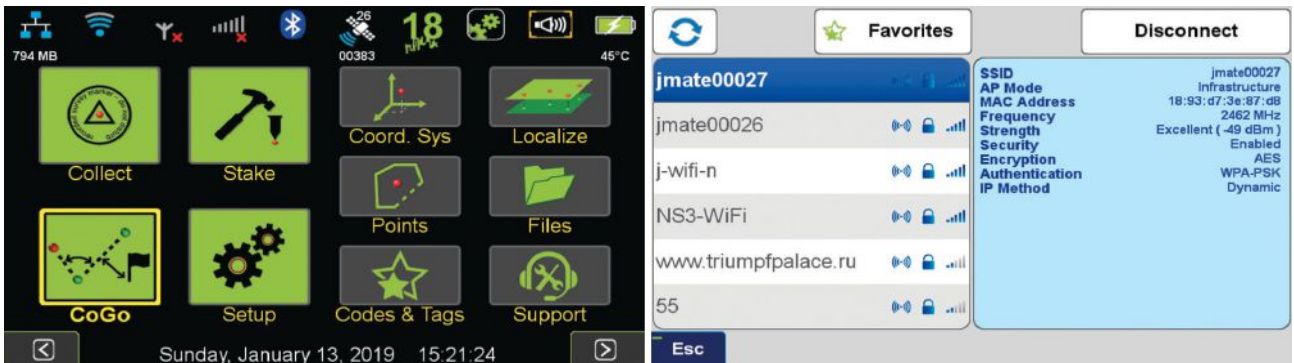 26
18
794 MB
00383
45°C
Collect
Stake
Coord. Sys
Localize
Points
Files
CoGo
Setup
Codes & Tags
Support
Sunday, January 13, 2019 15:21:24
Favorites
Disconnect
jmate00027
jmate00026
j-wifi-n
NS3-WiFi
www.triumpfpalace.ru
55
SSID jmate00027
AP Mode Infrastructure
MAC Address 18:93:d7:3e:87:d8
Frequency 2462 MHz
Strength Excellent ( -49 dBm )
Security Enabled
Encryption AES
Authentication WPA-PSK
IP Method Dynamic
Esc